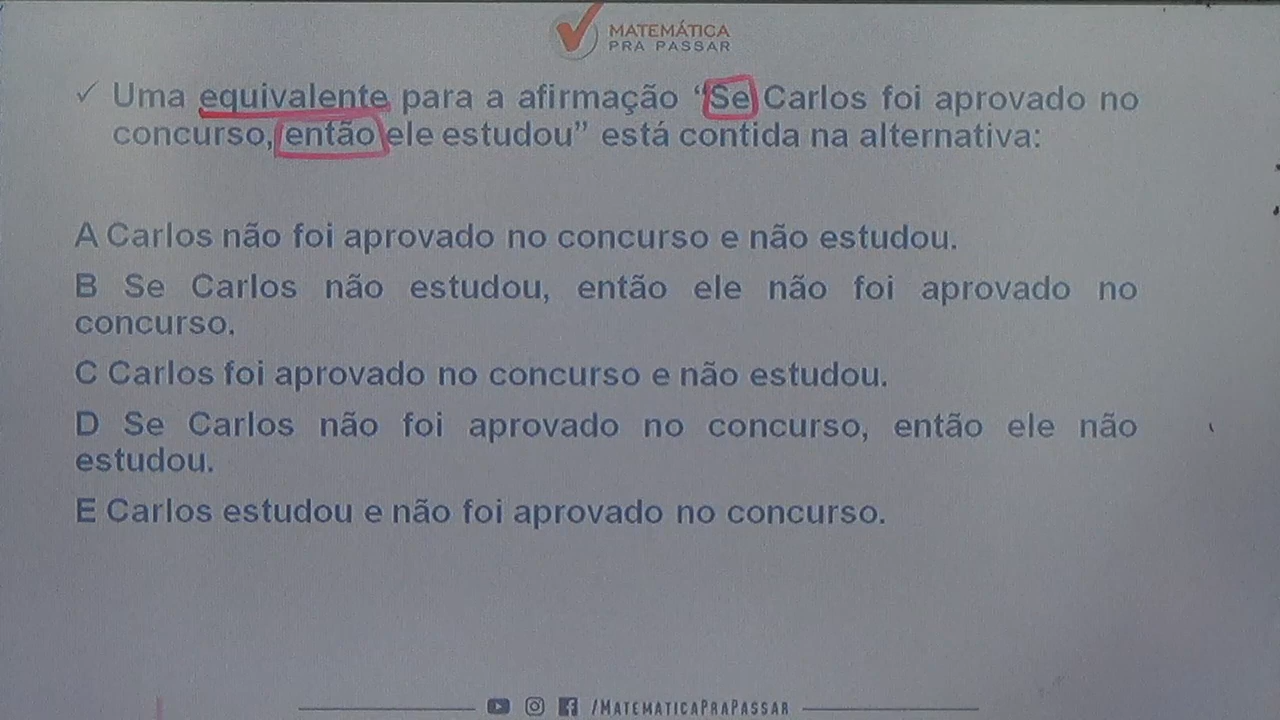 MATEMÁTICA
PRA PASSAR
✓ Uma equivalente para a afirmação “Se Carlos foi aprovado no
concurso, então ele estudou” está contida na alternativa:
A Carlos não foi aprovado no concurso e não estudou.
B Se Carlos não estudou, então ele não foi aprovado no
concurso.
C Carlos foi aprovado no concurso e não estudou.
D Se Carlos não foi aprovado no concurso, então ele não
estudou.
E Carlos estudou e não foi aprovado no concurso.
/MATEMATICAPRAPASSAR